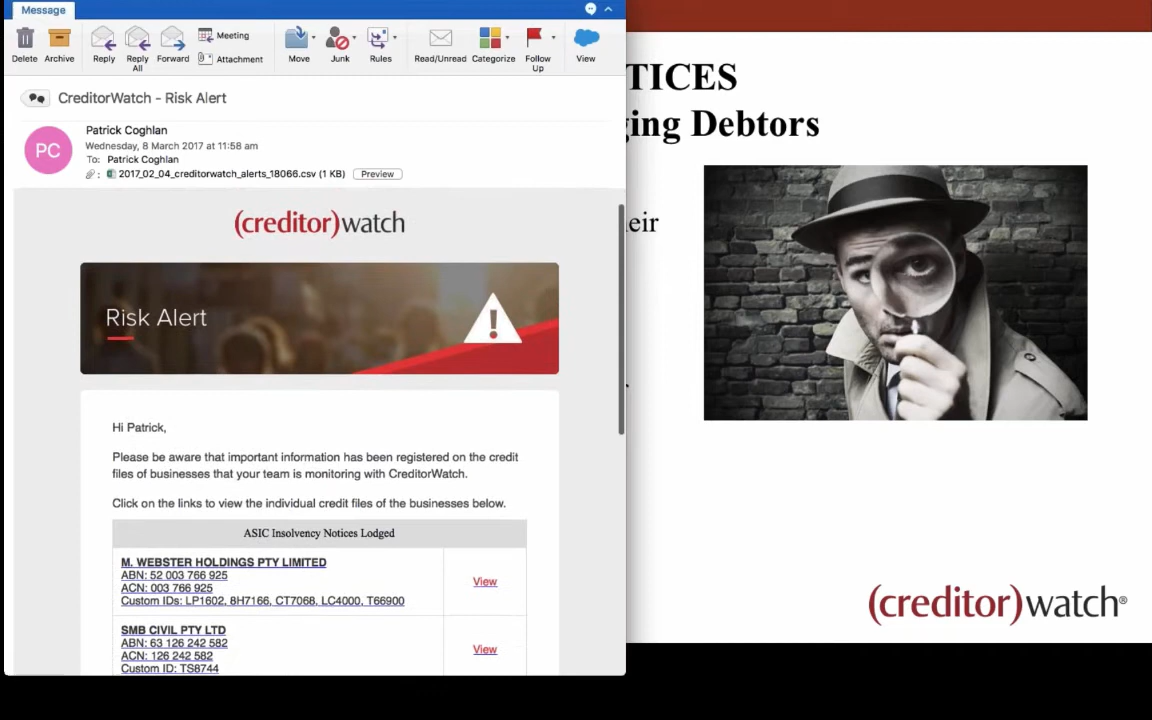 Message
Delete
Archive
Reply
Reply
All
Forward
Meeting
Attachment
Move
Junk
Rules
Read/Unread
Categorize
Follow
Up
View
CreditorWatch - Risk Alert
PC
Patrick Coghlan
Wednesday, 8 March 2017 at 11:58 am
To: Patrick Coghlan
2017_02_04_creditorwatch_alerts_18066.csv (1 KB) Preview
(creditor)watch
Risk Alert
Hi Patrick,
Please be aware that important information has been registered on the credit
files of businesses that your team is monitoring with CreditorWatch.
Click on the links to view the individual credit files of the businesses below.
ASIC Insolvency Notices Lodged
M. WEBSTER HOLDINGS PTY LIMITED
ABN: 52 003 766 925
ACN: 003 766 925
Custom IDs: LP1602, 8H7166, CT7068, LC4000, T66900
View
SMB CIVIL PTY LTD
ABN: 63 126 242 582
ACN: 126 242 582
Custom ID: TS8744
View
TICES
ging Debtors
eir
(creditor)watch®